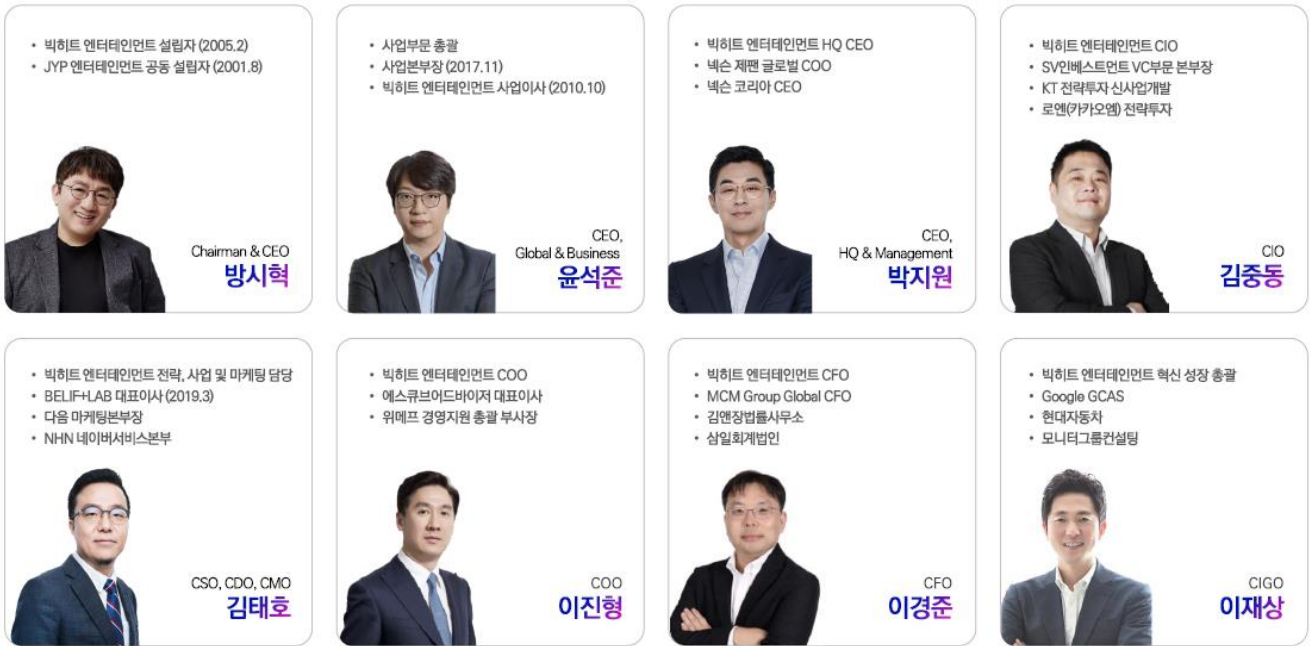 • 빅히트 엔터테인먼트 설립자 (2005.2)
• JYP 엔터테인먼트 공동 설립자 (2001.8)
Chairman & CEO
방시혁
• 사업부문 총괄
• 사업본부장 (2017.11)
• 빅히트 엔터테인먼트 사업이사 (2010.10)
CEO,
Global & Business
윤석준
• 빅히트 엔터테인먼트 HQ CEO
• 넥슨 제팬 글로벌 COO
• 넥슨 코리아 CEO
CEO,
HQ & Management
박지원
• 빅히트 엔터테인먼트 CIO
• SV인베스트먼트 VC부문 본부장
• KT 전략투자 신사업개발
• 로엔(카카오엠) 전략투자
CIO
김중동
• 빅히트 엔터테인먼트 전략, 사업 및 마케팅 담당
• BELIF+LAB 대표이사 (2019.3)
• 다음 마케팅본부장
• NHN 네이버서비스본부
CSO, CDO, CMO
김태호
• 빅히트 엔터테인먼트 COO
• 에스큐브어드바이저 대표이사
• 위메프 경영지원 총괄 부사장
COO
이진형
• 빅히트 엔터테인먼트 CFO
• MCM Group Global CFO
• 김앤장법률사무소
• 삼일회계법인
CFO
이경준
• 빅히트 엔터테인먼트 혁신 성장 총괄
• Google GCAS
• 현대자동차
• 모니터그룹컨설팅
CIGO
이재상